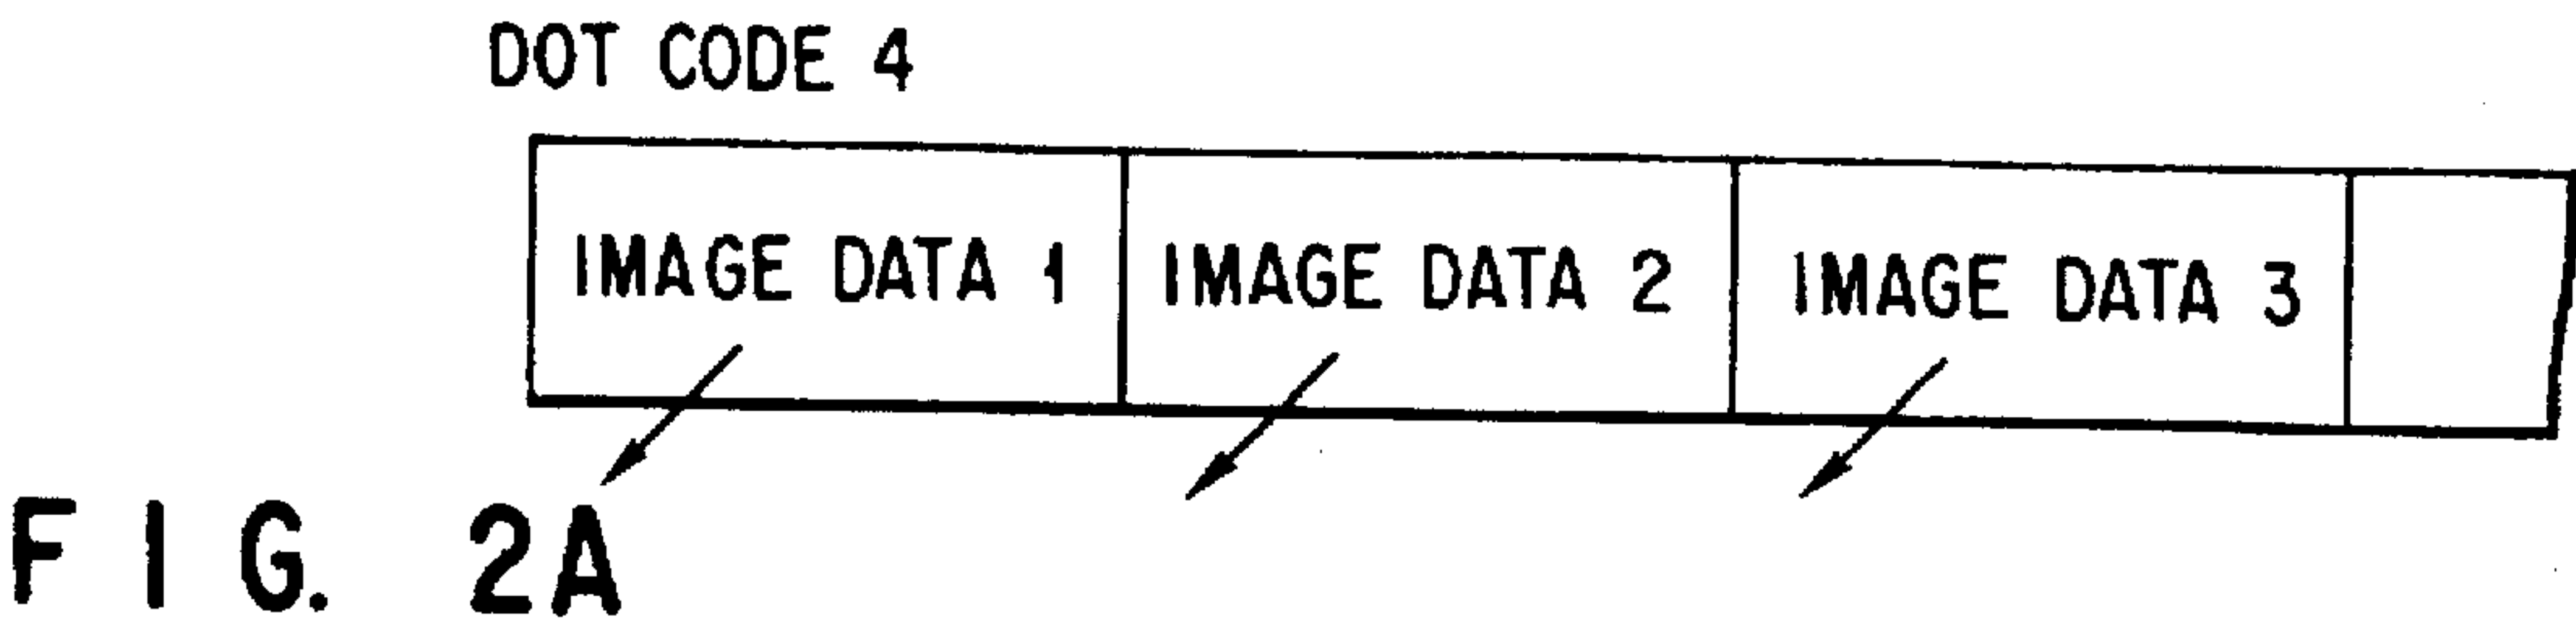 DOT CODE 4
IMAGE DATA 1 IMAGE DATA 2 IMAGE DATA 3
FIG. 2A